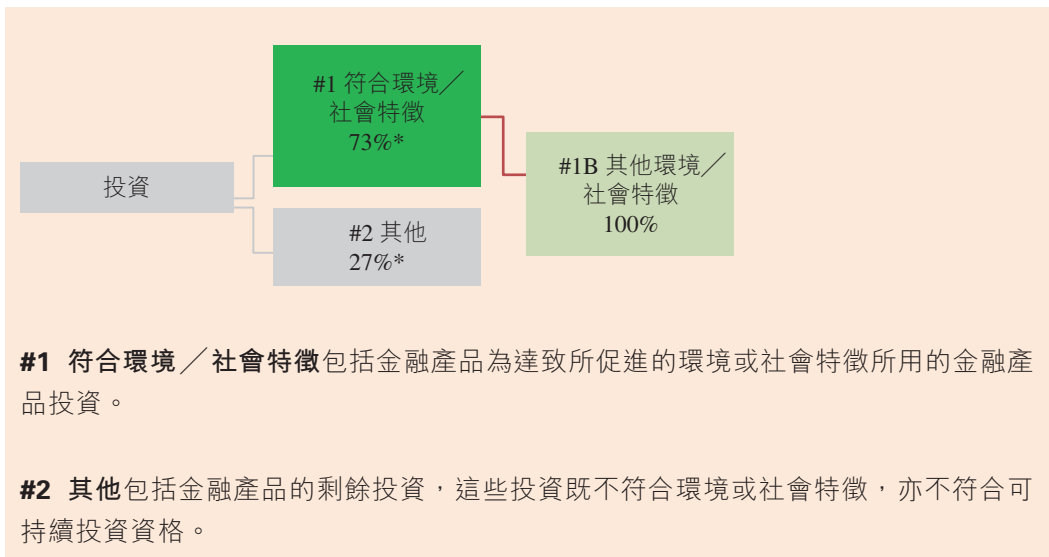 投資
#1 符合環境／
社會特徵
73%*
#2 其他
27%*
#1B 其他環境／
社會特徵
100%
#1 符合環境／社會特徵包括金融產品為達致所促進的環境或社會特徵所用的金融產
品投資。
#2 其他包括金融產品的剩餘投資，這些投資既不符合環境或社會特徵，亦不符合可
持續投資資格。